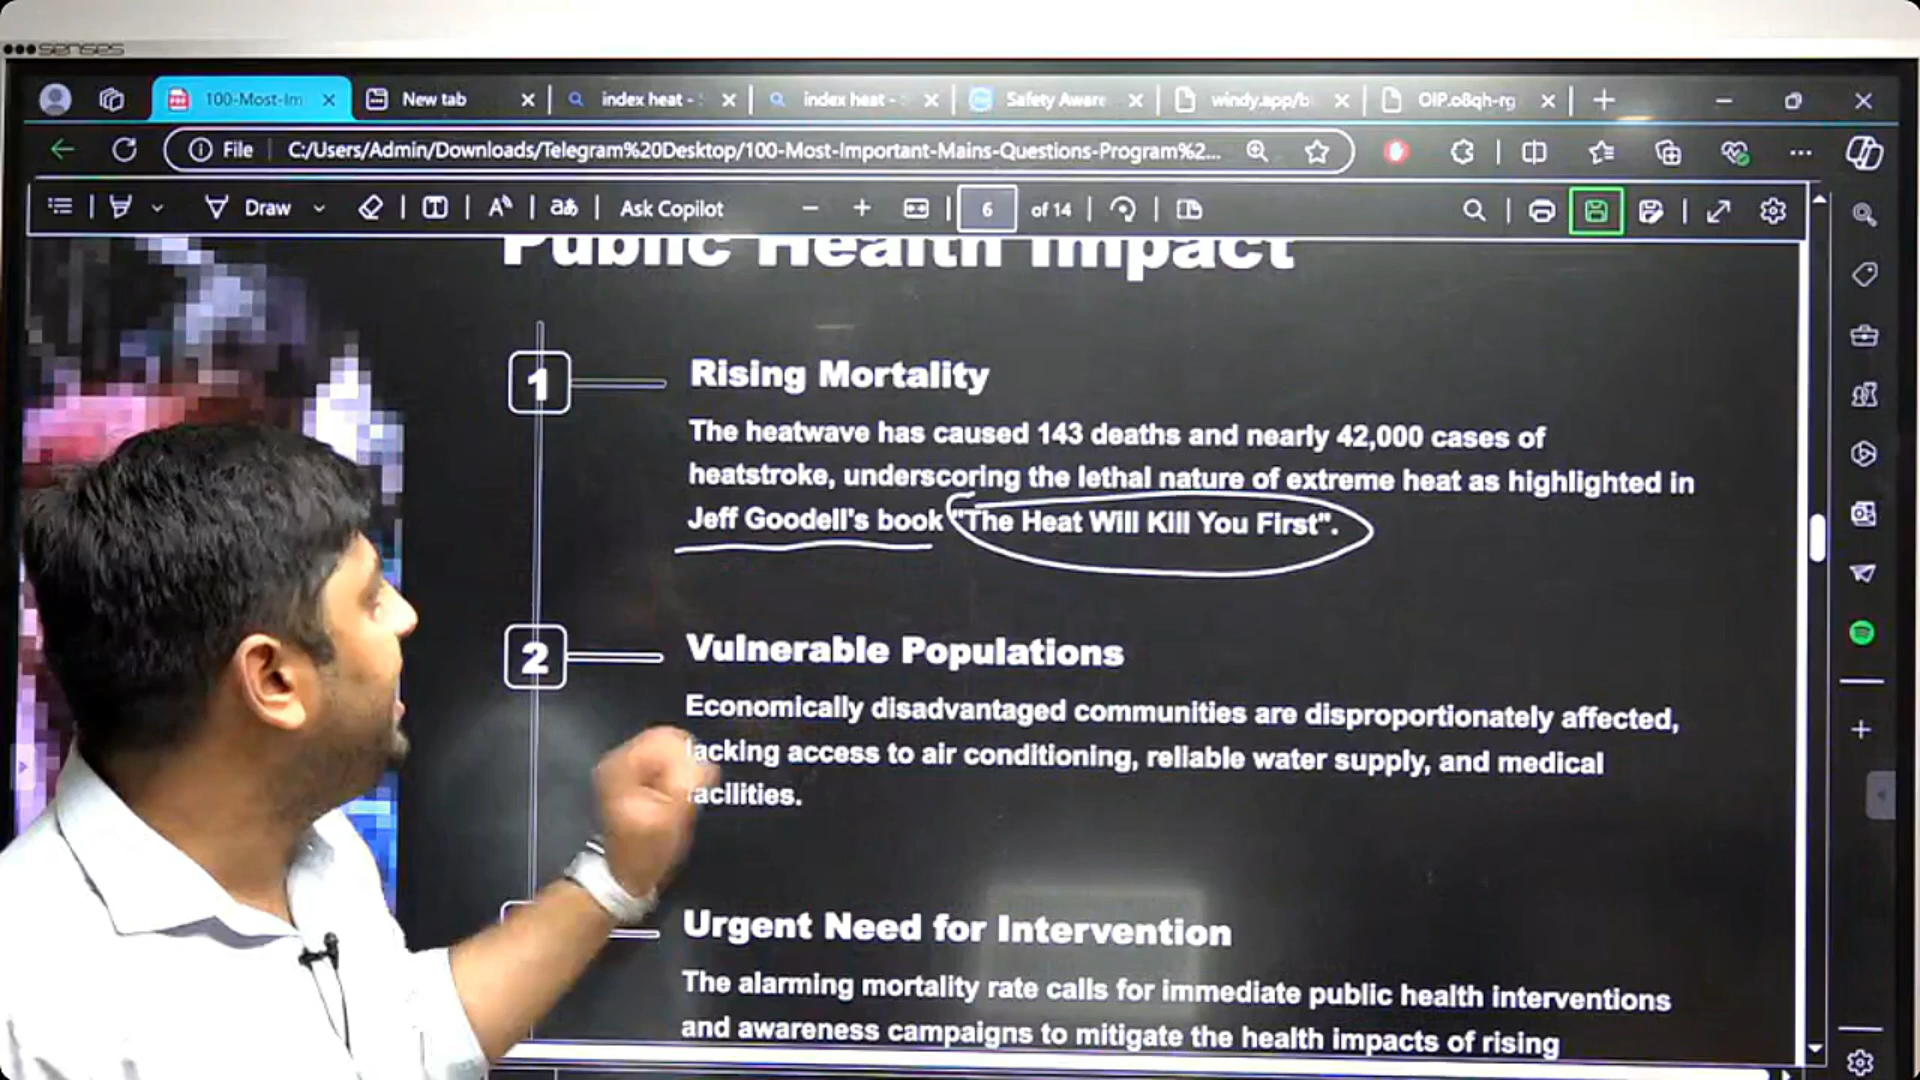 senses
100-Most-Im
New tab
index heat -
index heat -
Safety Aware
windy.app/b
OIP.o8qh-rg
File
C:/Users/Admin/Downloads/Telegram%20Desktop/100-Most-Important-Mains-Questions-Program%2...
Draw
Ask Copilot
6
of 14
Public Health Impact
1
Rising Mortality
The heatwave has caused 143 deaths and nearly 42,000 cases of
heatstroke, underscoring the lethal nature of extreme heat as highlighted in
Jeff Goodell's book "The Heat Will Kill You First".
2
Vulnerable Populations
Economically disadvantaged communities are disproportionately affected,
lacking access to air conditioning, reliable water supply, and medical
facilities.
Urgent Need for Intervention
The alarming mortality rate calls for immediate public health interventions
and awareness campaigns to mitigate the health impacts of rising